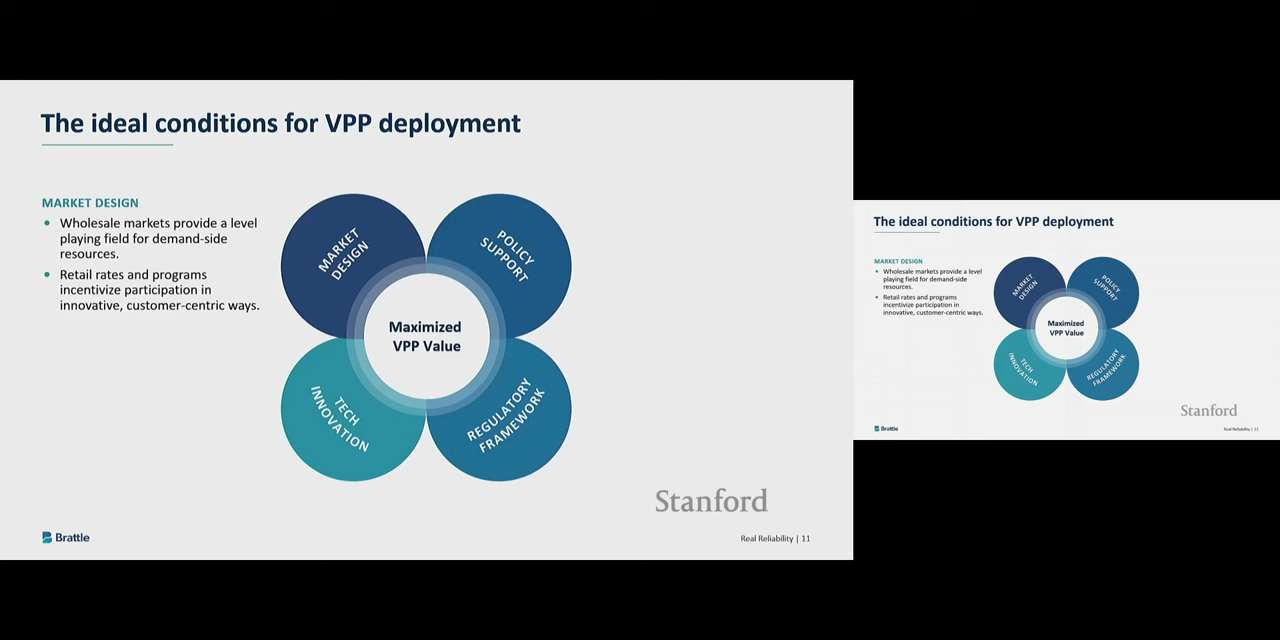 The ideal conditions for VPP deployment
MARKET DESIGN
• Wholesale markets provide a level
playing field for demand-side
resources.
• Retail rates and programs
incentivize participation in
innovative, customer-centric ways.
MARKET
DESIGN
POLICY
SUPPORT
Maximized
VPP Value
TECH
INNOVATION
REGULATORY
FRAMEWORK
Stanford
Brattle
Real Reliability | 11
The ideal conditions for VPP deployment
MARKET DESIGN
• Wholesale markets provide a level
playing field for demand-side
resources.
• Retail rates and programs
incentivize participation in
innovative, customer-centric ways.
MARKET
DESIGN
POLICY
SUPPORT
Maximized
VPP Value
TECH
INNOVATION
REGULATORY
FRAMEWORK
Stanford
Brattle
Real Reliability | 11